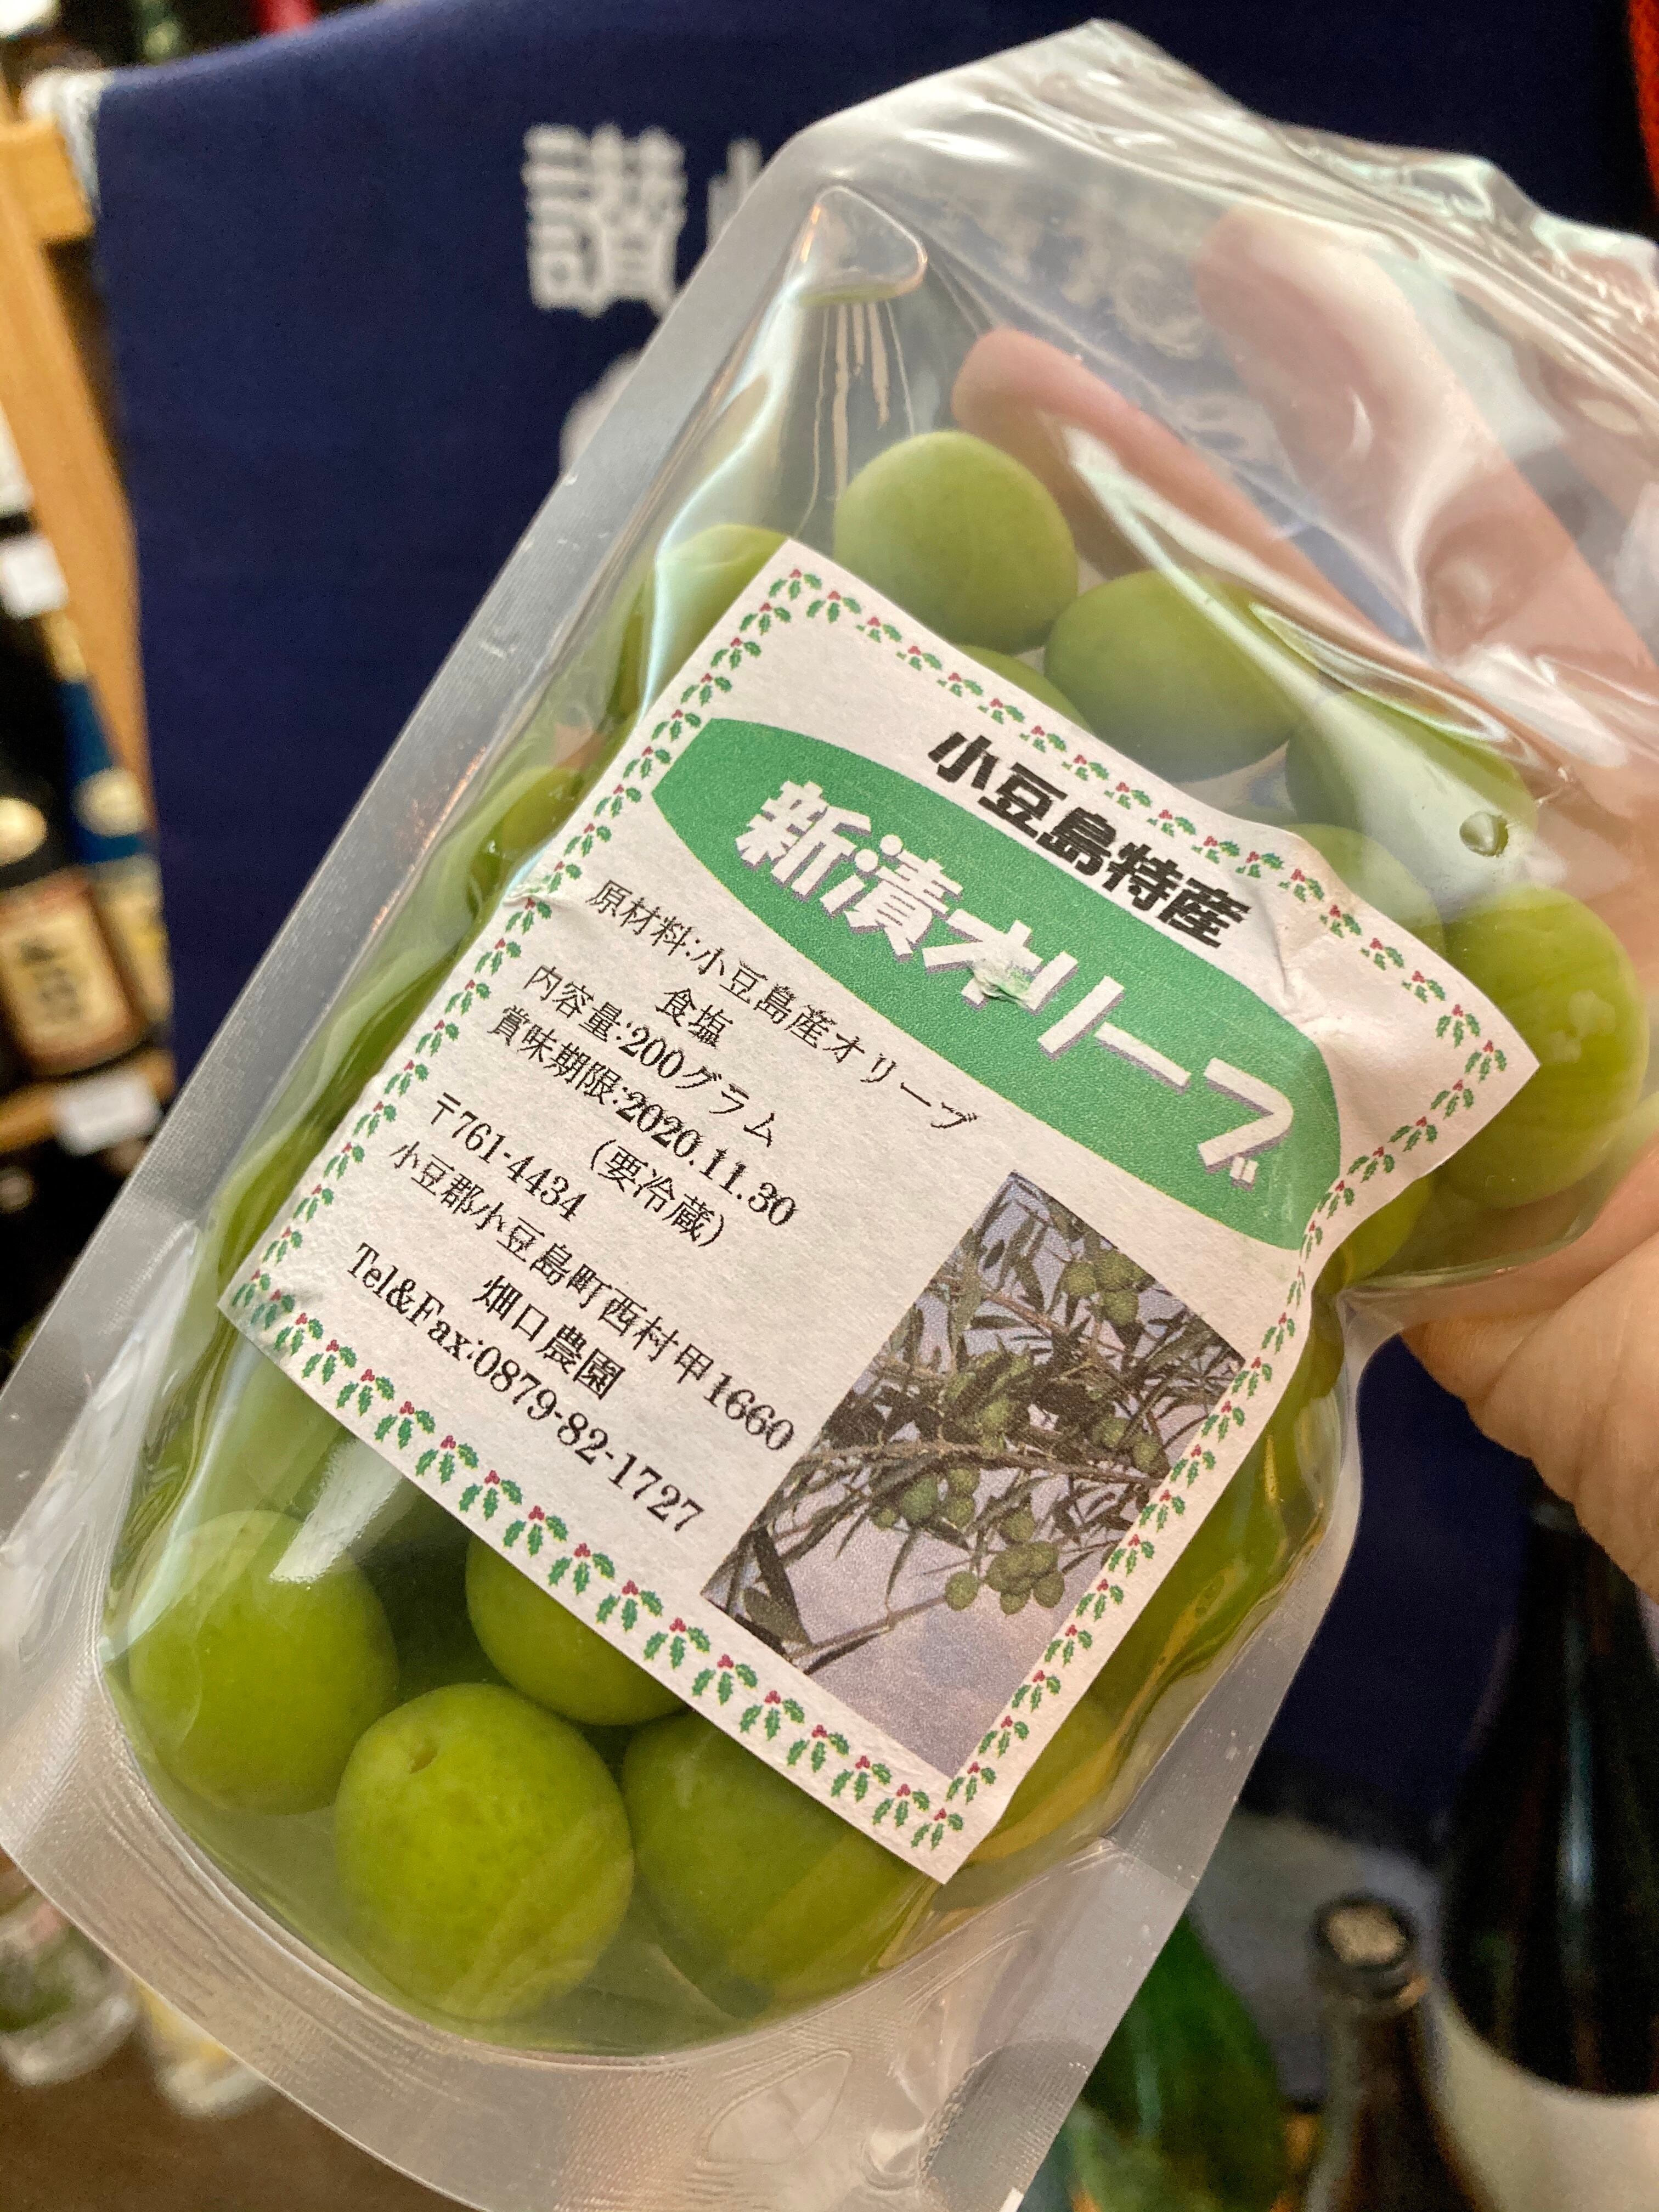 讃
小豆島特産
新漬オリーブ
原材料:小豆島産オリーブ
食塩
内容量:200グラム
賞味期限:2020.11.30
(要冷蔵)
〒761-4434
小豆郡小豆島町西村甲1660
畑口農園
Tel&Fax:0879-82-1727